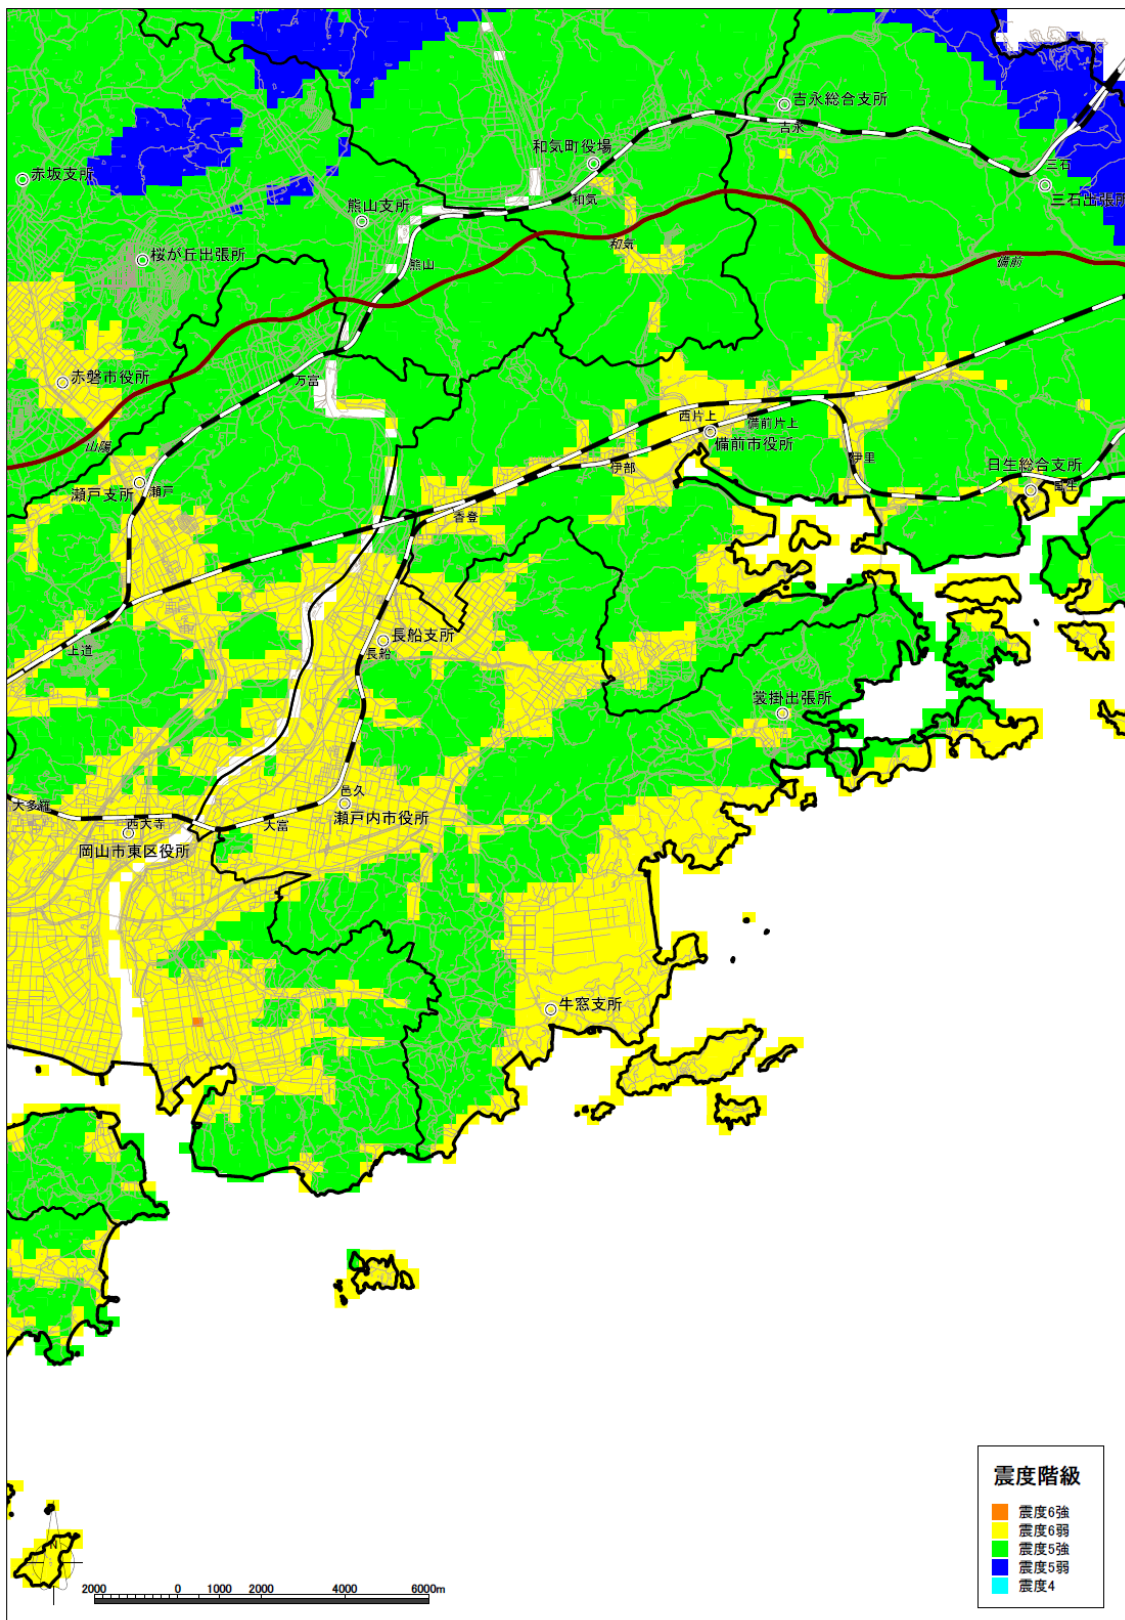 吉永総合支所
吉永
和気町役場
三石
赤坂支所
三石出張所
和気
熊山支所
和気
桜が丘出張所
熊山
備前
赤磐市役所
万富
西片上
備前片上
山陽
備前市役所
伊里
伊部
日生総合支所
日生
瀬戸支所
瀬戸
香登
長船支所
上道
長船
裳掛出張所
邑久
大多羅
瀬戸内市役所
西大寺
大富
岡山市東区役所
牛窓支所
震度階級
震度6強
震度6弱
震度5強
震度5弱
震度4
N
2000 0 1000 2000 4000 6000m